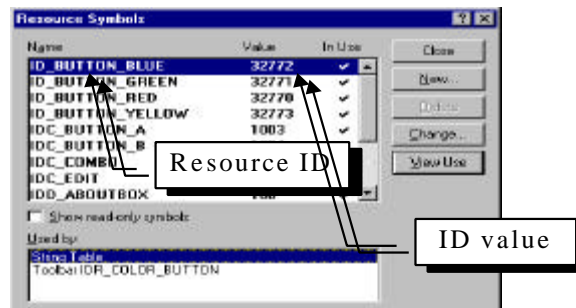 Resource Symbols
Name Value In Use
ID_BUTTON_BLUE 32772
ID_BUTTON_GREEN 32771
ID_BUTTON_RED 32770
ID_BUTTON_YELLOW 32773
IDC_BUTTON_A 1003
IDC_BUTTON_B
IDC_COMBO
IDC_EDIT
IDD_ABOUTBOX
Close
New...
Delete
Change...
View Use
Resource ID
ID value
Show read-only symbols
Used by
String Table
Toolbar IDR_COLOR_BUTTON